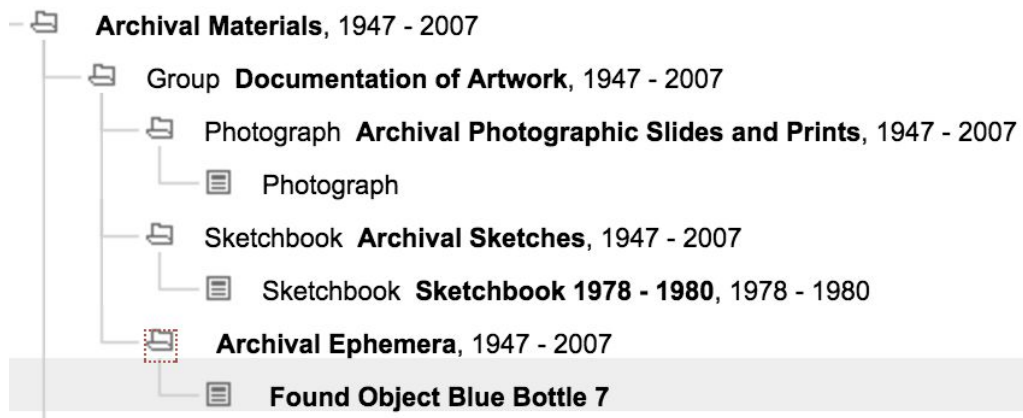 Archival Materials, 1947 - 2007
Group Documentation of Artwork, 1947 - 2007
Photograph Archival Photographic Slides and Prints, 1947 - 2007
Photograph
Sketchbook Archival Sketches, 1947 - 2007
Sketchbook Sketchbook 1978 - 1980, 1978 - 1980
Archival Ephemera, 1947 - 2007
Found Object Blue Bottle 7